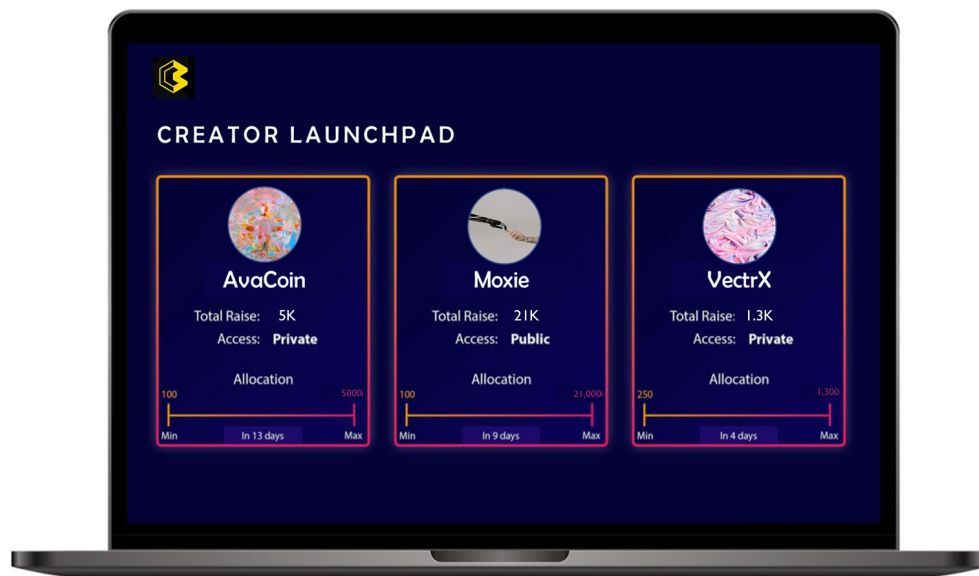 CREATOR LAUNCHPAD
AvaCoin
Total Raise: 5K
Access: Private
Allocation
100 5000
Min In 13 days Max
Moxie
Total Raise: 21K
Access: Public
Allocation
100 21,000
Min In 9 days Max
VectrX
Total Raise: 1.3K
Access: Private
Allocation
250 1,300
Min In 4 days Max